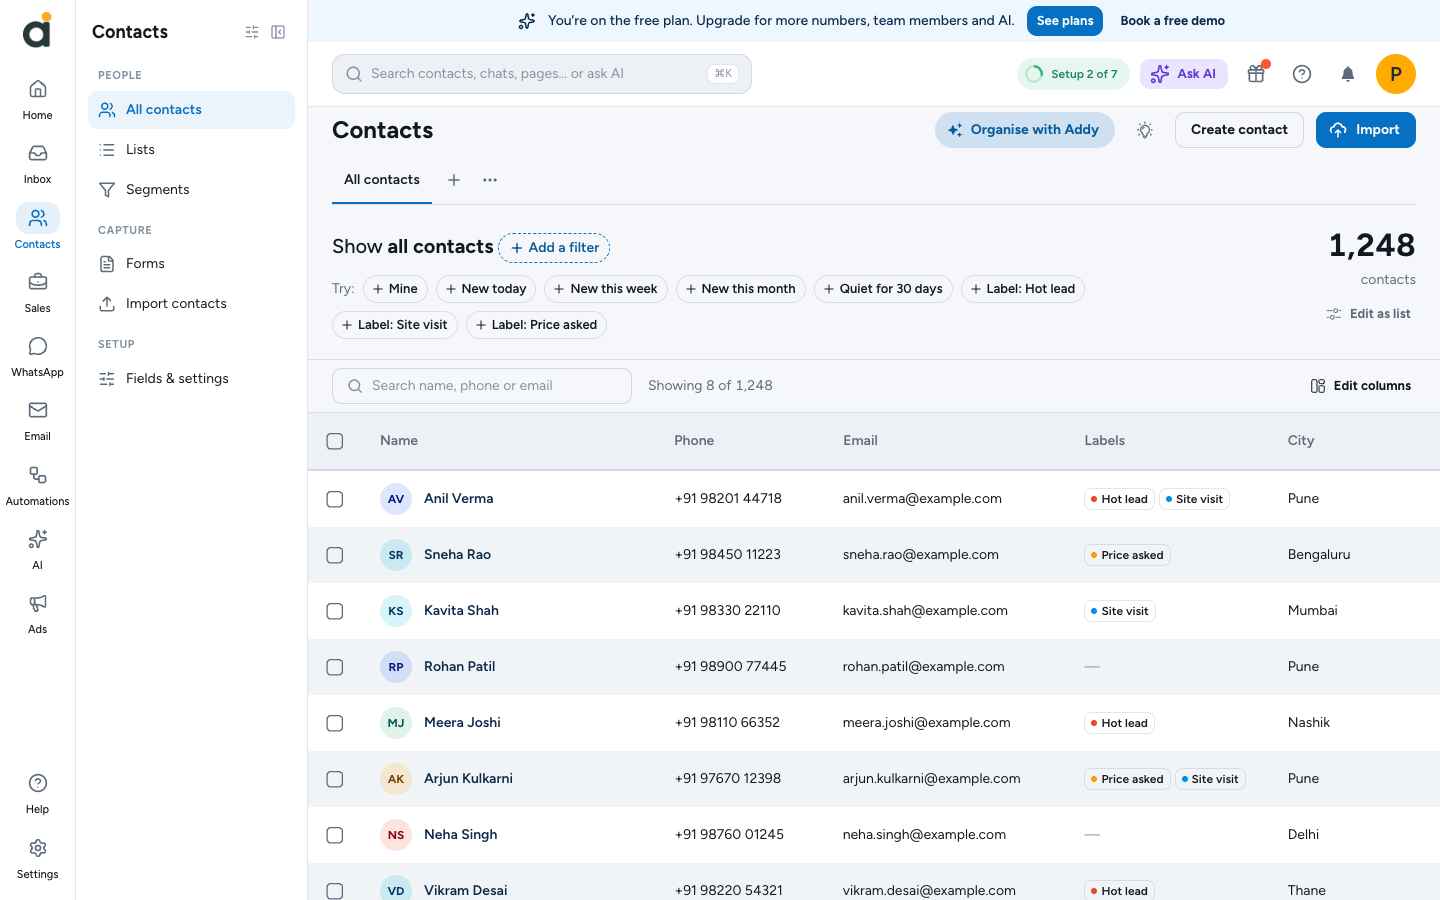 You're on the free plan. Upgrade for more numbers, team members and AI. See plans Book a free demo
Contacts
PEOPLE
All contacts
Lists
Segments
CAPTURE
Forms
Import contacts
SETUP
Fields & settings
Home
Inbox
Contacts
Sales
WhatsApp
Email
Automations
AI
Ads
Help
Settings
Search contacts, chats, pages... or ask AI ⌘K
Setup 2 of 7
Ask AI
P
Contacts
Organise with Addy
Create contact
Import
All contacts
Show all contacts + Add a filter
1,248
contacts
Edit as list
Try: + Mine + New today + New this week + New this month + Quiet for 30 days + Label: Hot lead
+ Label: Site visit + Label: Price asked
Search name, phone or email Showing 8 of 1,248 Edit columns
Name Phone Email Labels City
AV Anil Verma +91 98201 44718 anil.verma@example.com Hot lead Site visit Pune
SR Sneha Rao +91 98450 11223 sneha.rao@example.com Price asked Bengaluru
KS Kavita Shah +91 98330 22110 kavita.shah@example.com Site visit Mumbai
RP Rohan Patil +91 98900 77445 rohan.patil@example.com — Pune
MJ Meera Joshi +91 98110 66352 meera.joshi@example.com Hot lead Nashik
AK Arjun Kulkarni +91 97670 12398 arjun.kulkarni@example.com Price asked Site visit Pune
NS Neha Singh +91 98760 01245 neha.singh@example.com — Delhi
VD Vikram Desai +91 98220 54321 vikram.desai@example.com Hot lead Thane